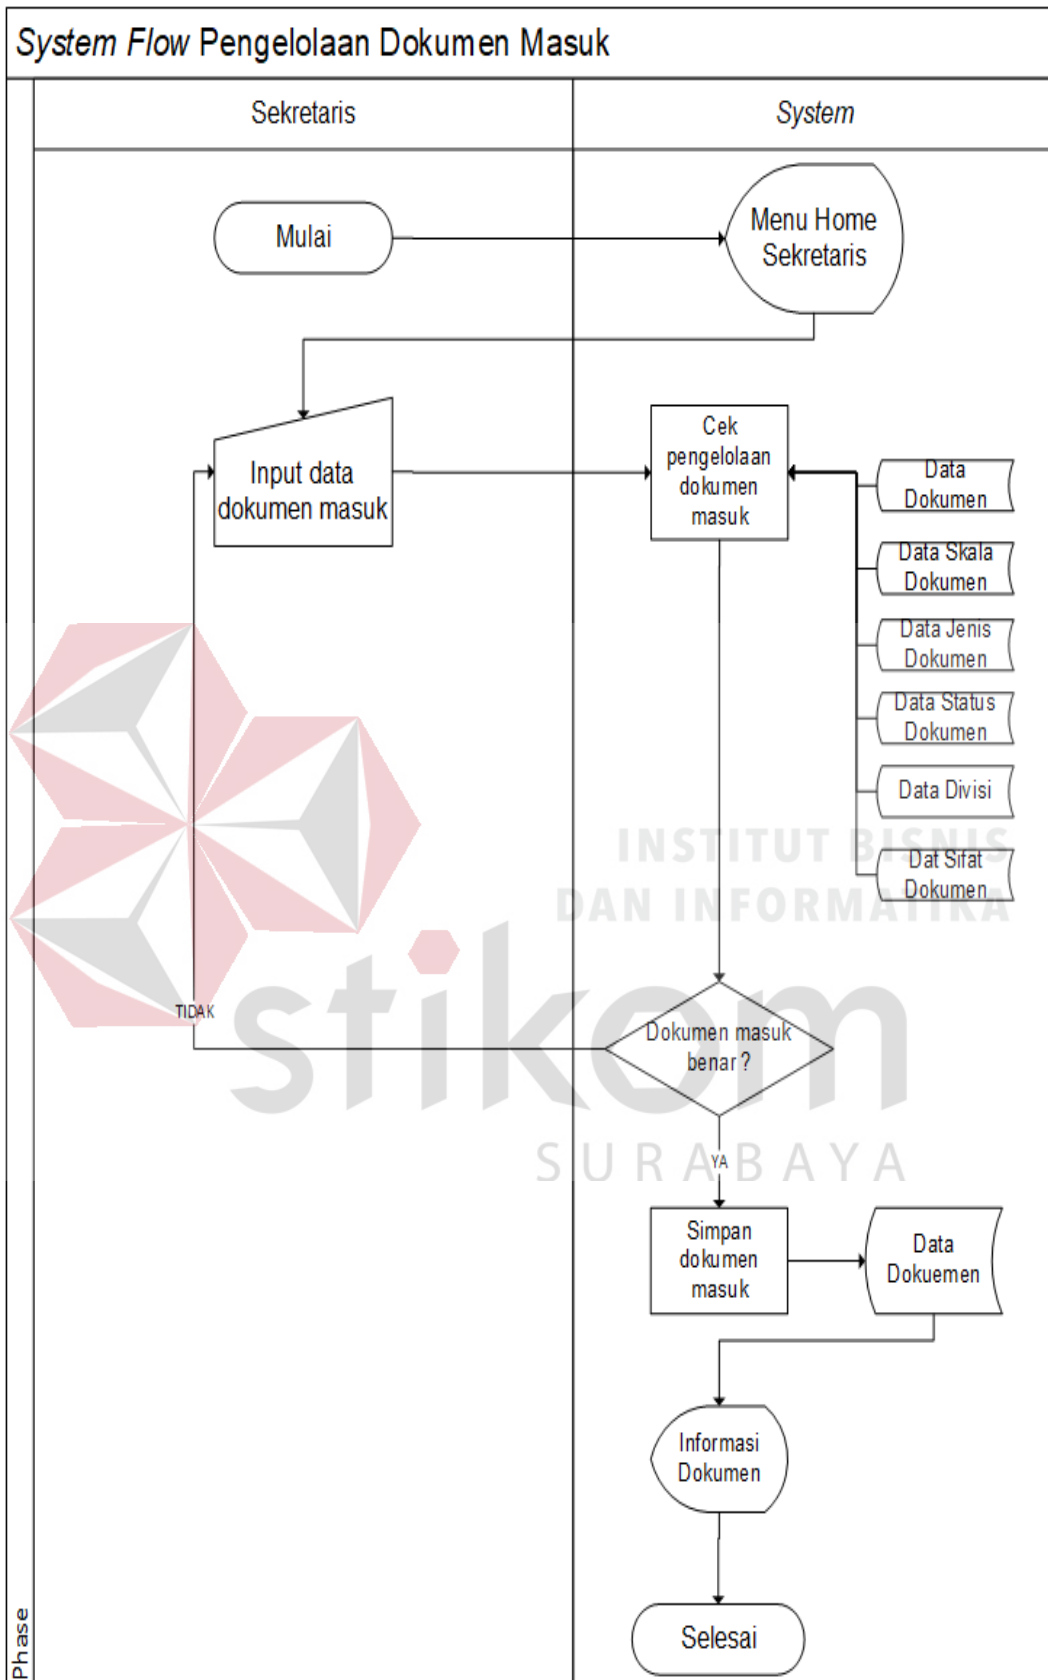 System Flow Pengelolaan Dokumen Masuk
Sekretaris
System
Mulai
Menu Home
Sekretaris
Input data
dokumen masuk
Cek
pengelolaan
dokumen
masuk
Data
Dokumen
Data Skala
Dokumen
Data Jenis
Dokumen
Data Status
Dokumen
Data Divisi
Dat Sifat
Dokumen
INSTITUT BISNIS
DAN INFORMATIKA
stikom
SURABAYA
TIDAK
Dokumen masuk
benar ?
YA
Simpan
dokumen
masuk
Data
Dokuemen
Informasi
Dokumen
Selesai
Phase